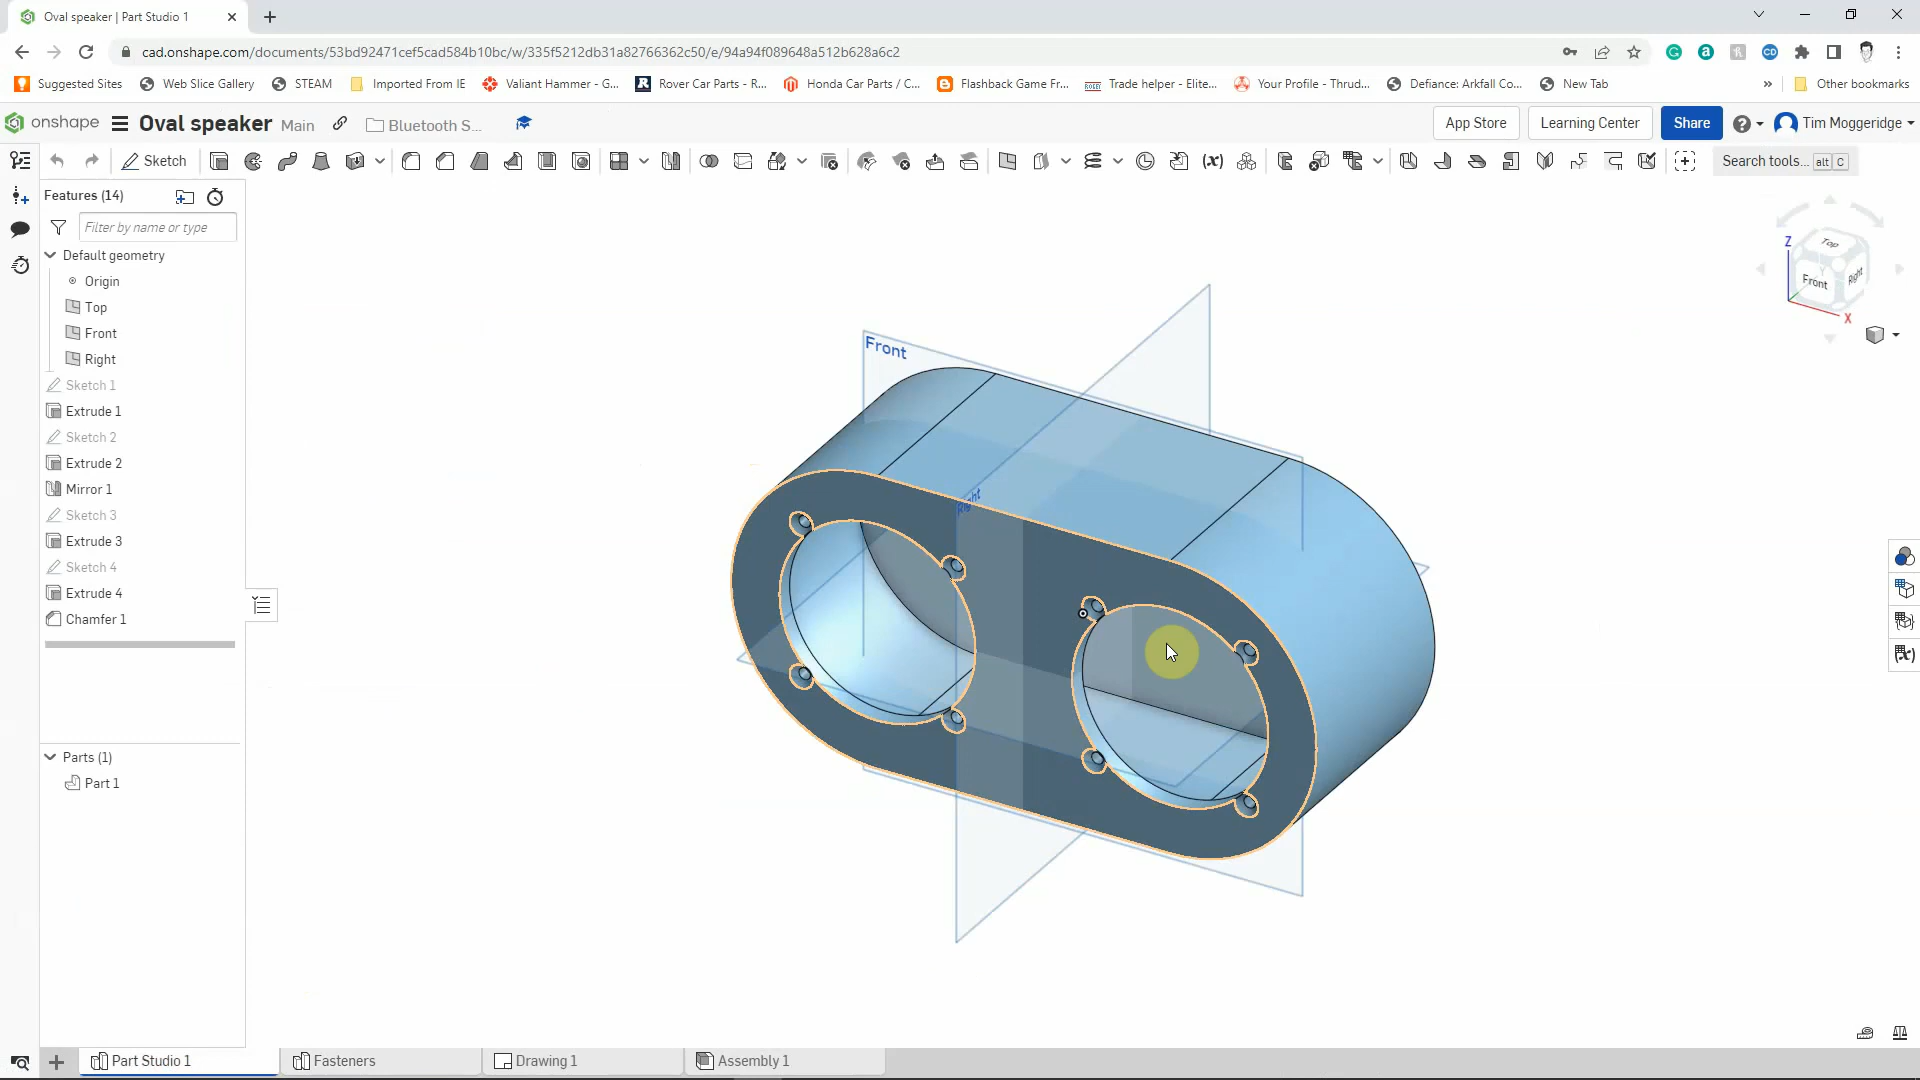 Oval speaker | Part Studio 1
cad.onshape.com/documents/53bd92471cef5cad584b10bc/w/335f5212db31a82766362c50/e/94a94f089648a512b628a6c2
Suggested Sites Web Slice Gallery STEAM Imported From IE Valiant Hammer - G... Rover Car Parts - R... Honda Car Parts / C... Flashback Game Fr... Trade helper - Elite... Your Profile - Thrud... Defiance: Arkfall Co... New Tab » Other bookmarks
onshape Oval speaker Main Bluetooth S... App Store Learning Center Share Tim Moggeridge
Sketch (x) Search tools... alt C
Features (14)
Filter by name or type
Default geometry
Origin
Top
Front
Right
Sketch 1
Extrude 1
Sketch 2
Extrude 2
Mirror 1
Sketch 3
Extrude 3
Sketch 4
Extrude 4
Chamfer 1
Parts (1)
Part 1
Front
Right
Top
Z
Y
Front
Right
X
(x)
Part Studio 1 Fasteners Drawing 1 Assembly 1